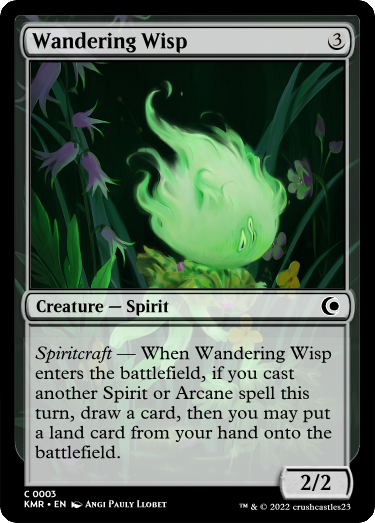 Wandering Wisp 3
Creature — Spirit
Spiritcraft — When Wandering Wisp
enters the battlefield, if you cast
another Spirit or Arcane spell this
turn, draw a card, then you may put
a land card from your hand onto the
battlefield.
2/2
C 0003
KMR • EN Angi Pauly Llobet
™ & © 2022 crushcastles23